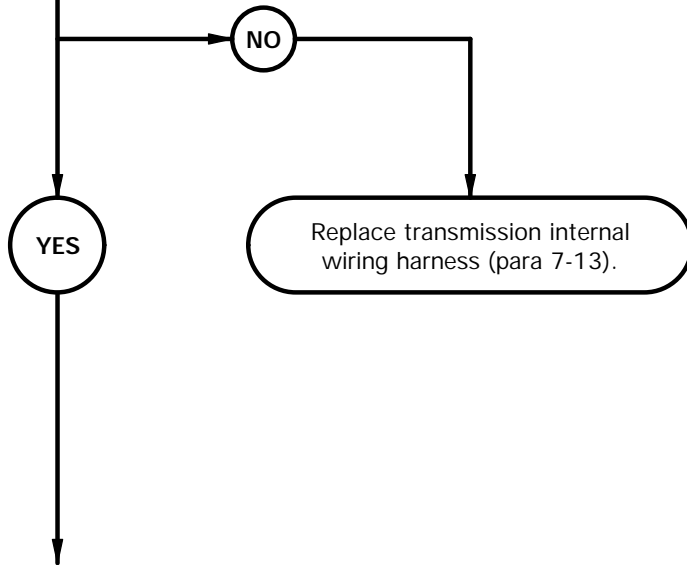 NO
YES
Replace transmission internal
wiring harness (para 7-13).